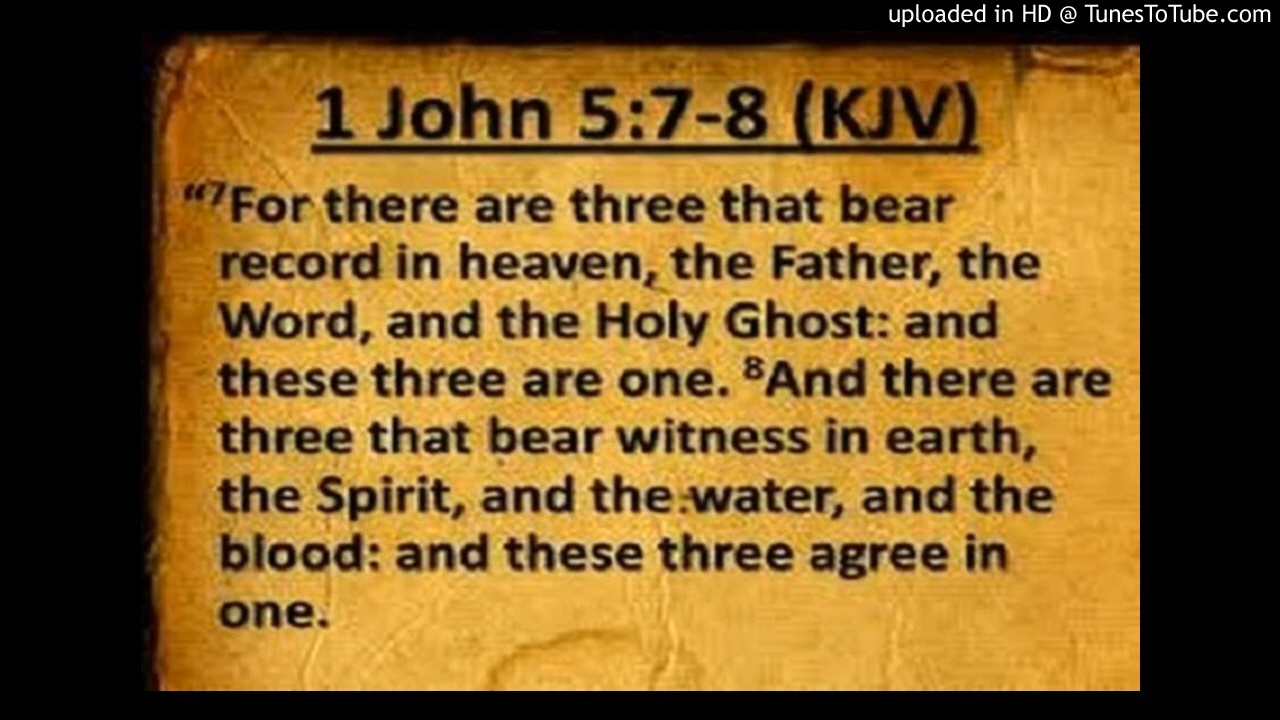 uploaded in HD @ TunesToTube.com
1 John 5:7-8 (KJV)
“⁷For there are three that bear
record in heaven, the Father, the
Word, and the Holy Ghost: and
these three are one. ⁸And there are
three that bear witness in earth,
the Spirit, and the water, and the
blood: and these three agree in
one.